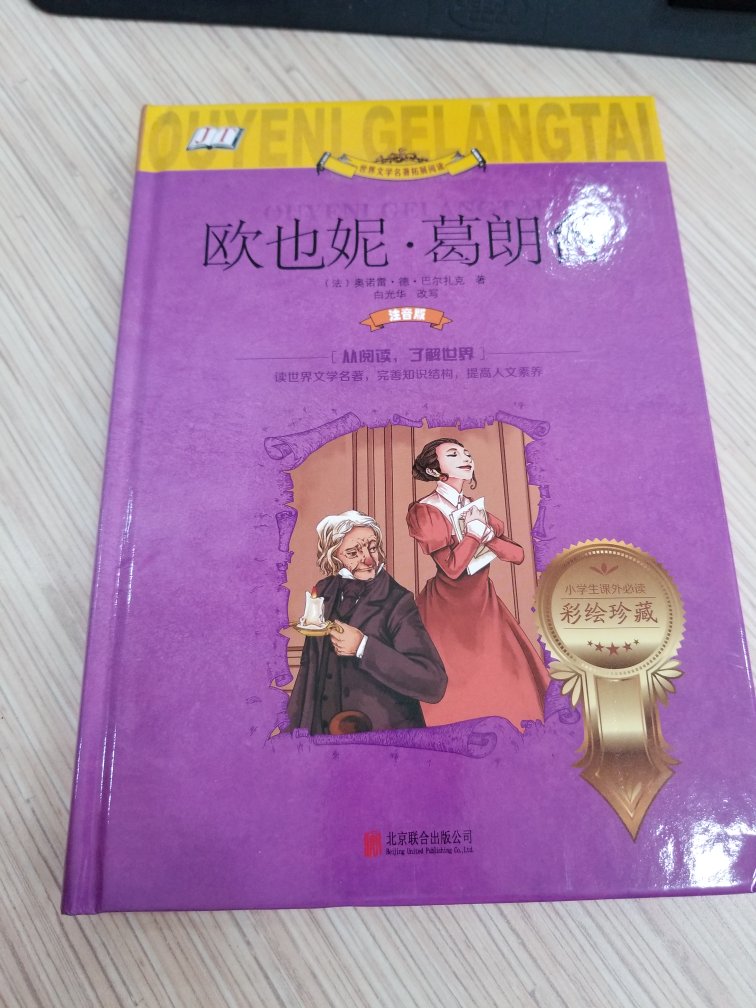 OUYENI GELANGTAI
世界文学名著拓展阅读
OUYENI GELANGTAI
欧也妮·葛朗台
（法）奥诺雷·德·巴尔扎克 著
白光华 改写
注音版
[ 从阅读，了解世界 ]
读世界文学名著，完善知识结构，提高人文素养
小学生课外必读
彩绘珍藏
北京联合出版公司
Beijing United Publishing Co.,Ltd.